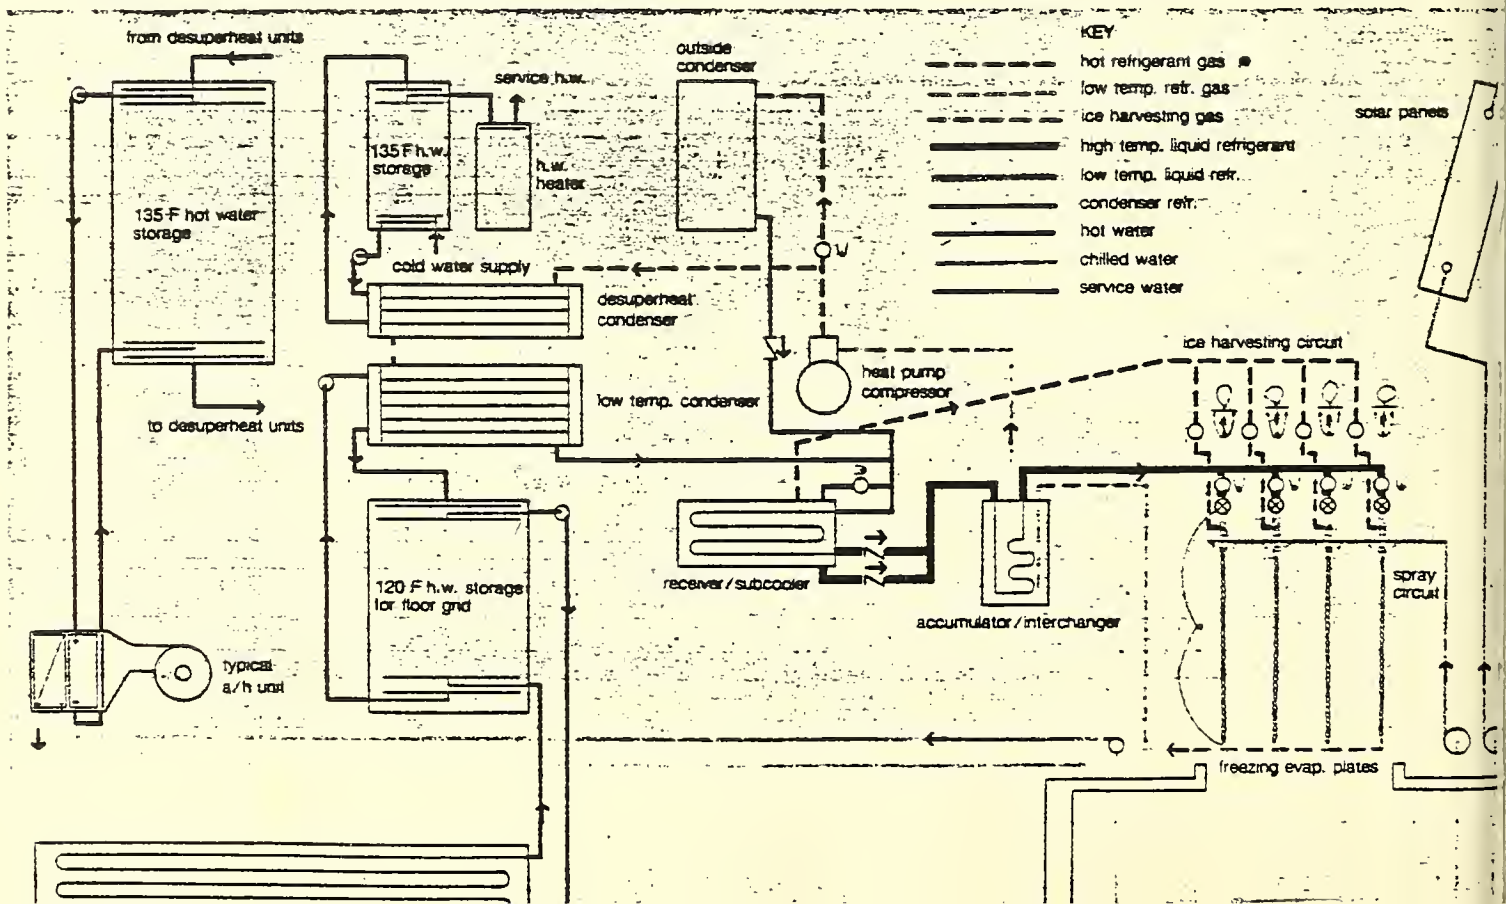 from desuperheat units
135 F hot water
storage
to desuperheat units
typical
a/h unit
service h.w.
135 F h.w.
storage
h.w.
heater
cold water supply
desuperheat
condenser
low temp. condenser
120 F h.w. storage
for floor grid
outside
condenser
heat pump
compressor
receiver/subcooler
accumulator/interchanger
KEY
hot refrigerant gas
low temp. refr. gas
ice harvesting gas
high temp. liquid refrigerant
low temp. liquid refr.
condenser refr.
hot water
chilled water
service water
solar panels
ice harvesting circuit
spray
circuit
freezing evap. plates